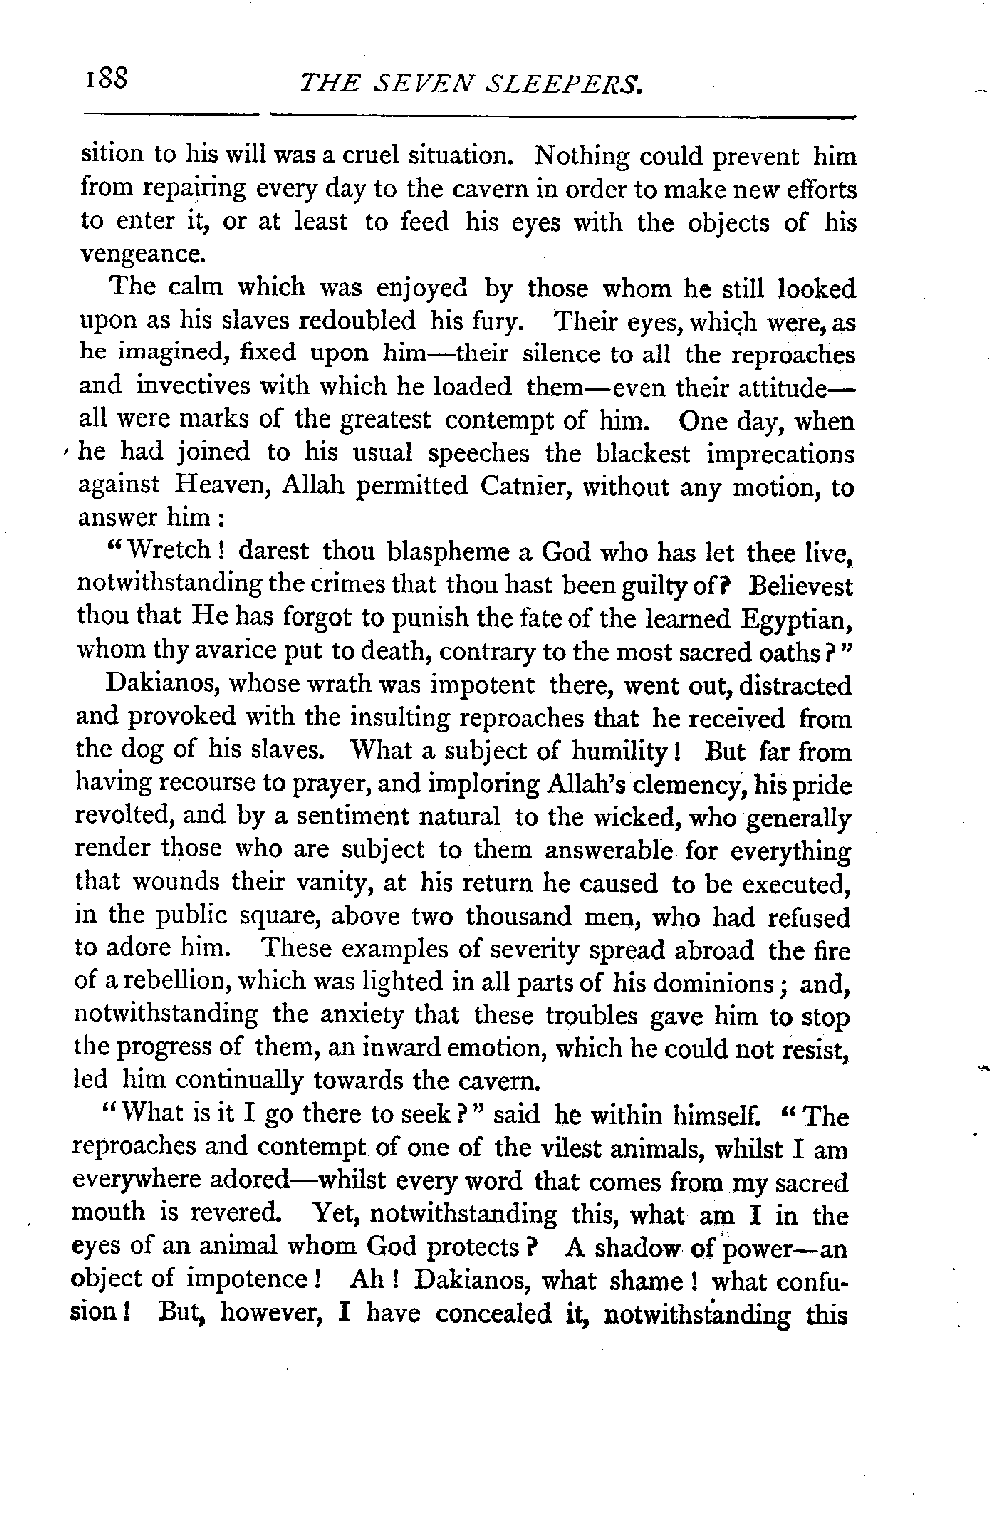 188 THE SEVEN SLEEPERS.
sition to his will was a cruel situation. Nothing could prevent him
from repairing every day to the cavern in order to make new efforts
to enter it, or at least to feed his eyes with the objects of his
vengeance.
The calm which was enjoyed by those whom he still looked
upon as his slaves redoubled his fury. Their eyes, which were, as
he imagined, fixed upon him—their silence to all the reproaches
and invectives with which he loaded them—even their attitude—
all were marks of the greatest contempt of him. One day, when
he had joined to his usual speeches the blackest imprecations
against Heaven, Allah permitted Catnier, without any motion, to
answer him :
"Wretch ! darest thou blaspheme a God who has let thee live,
notwithstanding the crimes that thou hast been guilty of? Believest
thou that He has forgot to punish the fate of the learned Egyptian,
whom thy avarice put to death, contrary to the most sacred oaths?"
Dakianos, whose wrath was impotent there, went out, distracted
and provoked with the insulting reproaches that he received from
the dog of his slaves. What a subject of humility! But far from
having recourse to prayer, and imploring Allah's clemency, his pride
revolted, and by a sentiment natural to the wicked, who generally
render those who are subject to them answerable for everything
that wounds their vanity, at his return he caused to be executed,
in the public square, above two thousand men, who had refused
to adore him. These examples of severity spread abroad the fire
of a rebellion, which was lighted in all parts of his dominions; and,
notwithstanding the anxiety that these troubles gave him to stop
the progress of them, an inward emotion, which he could not resist,
led him continually towards the cavern.
"What is it I go there to seek?" said he within himself. "The
reproaches and contempt of one of the vilest animals, whilst I am
everywhere adored—whilst every word that comes from my sacred
mouth is revered. Yet, notwithstanding this, what am I in the
eyes of an animal whom God protects? A shadow of power—an
object of impotence! Ah! Dakianos, what shame! what confu-
sion! But, however, I have concealed it, notwithstanding this